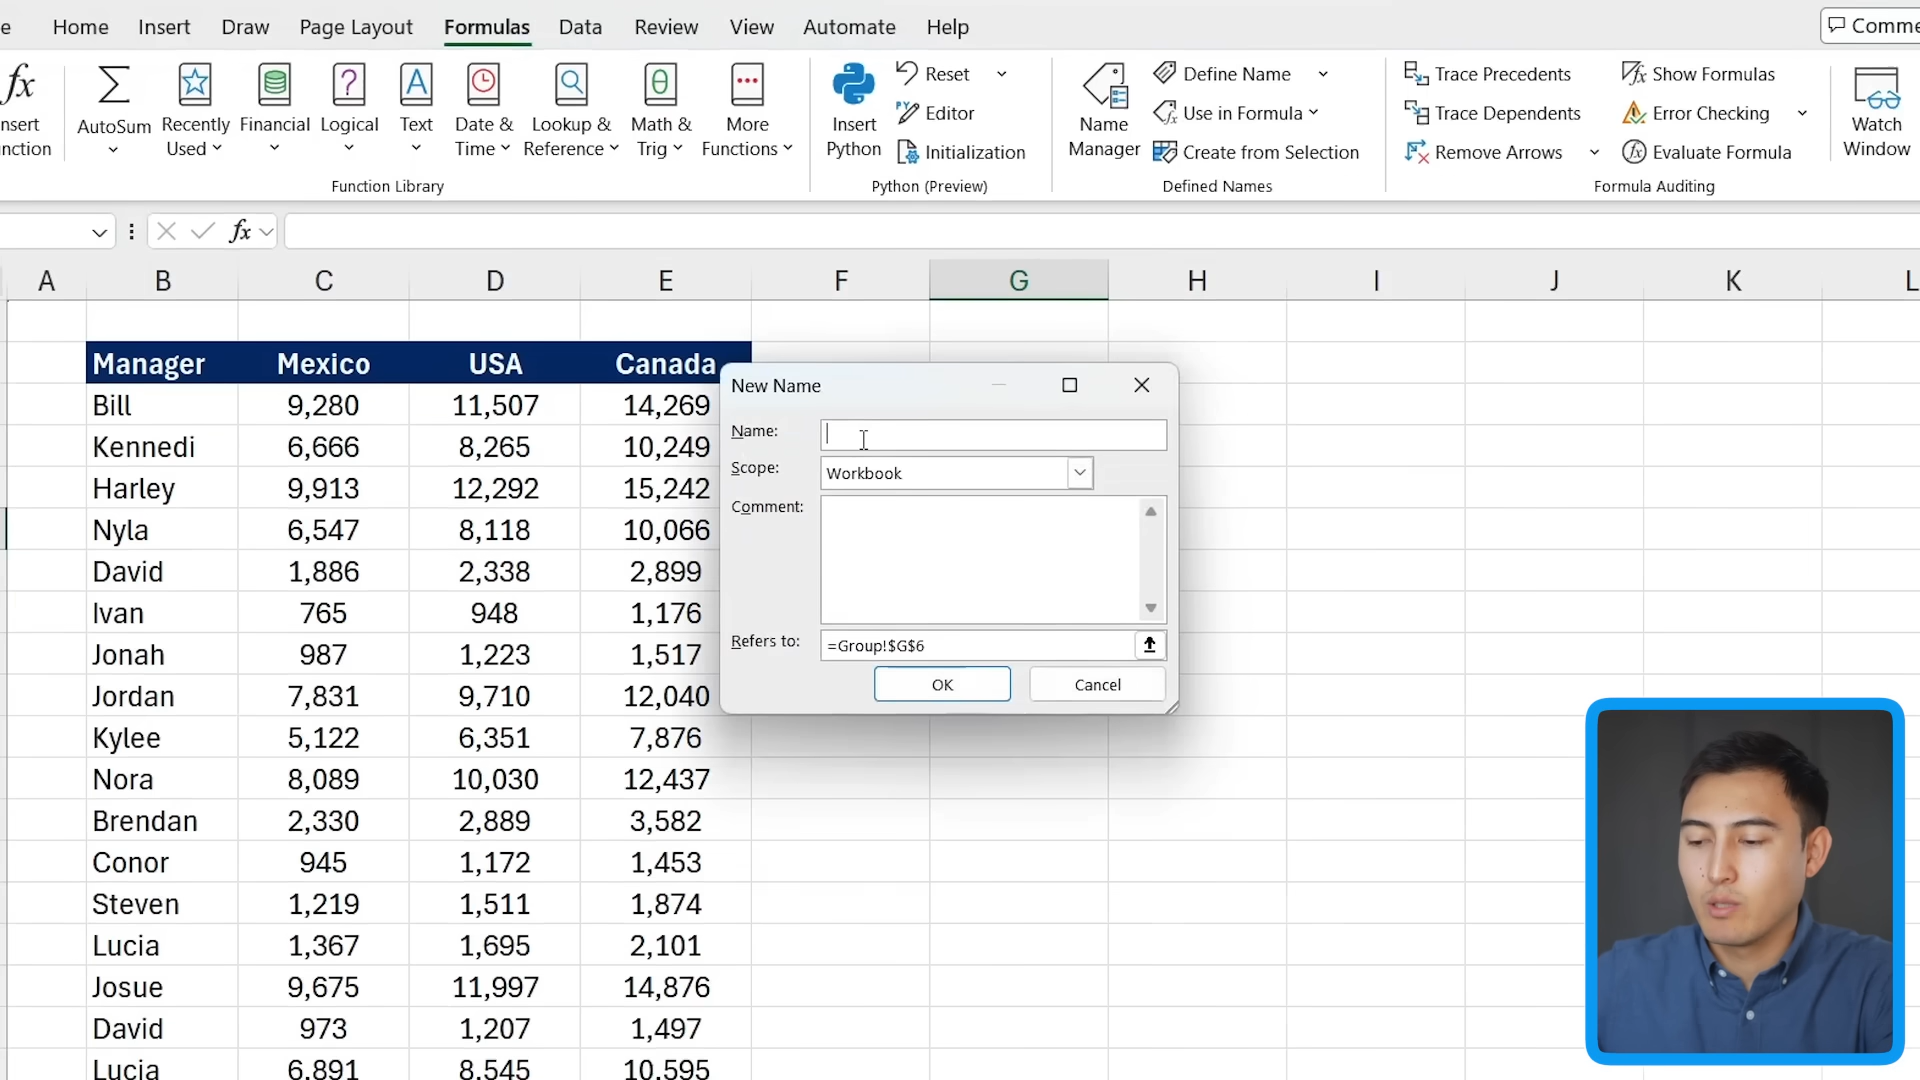 Home Insert Draw Page Layout Formulas Data Review View Automate Help
AutoSum Recently Used Financial Logical Text Date & Time Lookup & Reference Math & Trig More Functions
Function Library
Insert Python
Reset
Editor
Initialization
Python (Preview)
Name Manager
Define Name
Use in Formula
Create from Selection
Defined Names
Trace Precedents
Trace Dependents
Remove Arrows
Show Formulas
Error Checking
Evaluate Formula
Formula Auditing
Watch Window
fx
A B C D E F G H I J K L
Manager Mexico USA Canada
Bill 9,280 11,507 14,269
Kennedi 6,666 8,265 10,249
Harley 9,913 12,292 15,242
Nyla 6,547 8,118 10,066
David 1,886 2,338 2,899
Ivan 765 948 1,176
Jonah 987 1,223 1,517
Jordan 7,831 9,710 12,040
Kylee 5,122 6,351 7,876
Nora 8,089 10,030 12,437
Brendan 2,330 2,889 3,582
Conor 945 1,172 1,453
Steven 1,219 1,511 1,874
Lucia 1,367 1,695 2,101
Josue 9,675 11,997 14,876
David 973 1,207 1,497
Lucia 6,891 8,545 10,595
New Name
Name:
Scope: Workbook
Comment:
Refers to: =Group!$G$6
OK Cancel